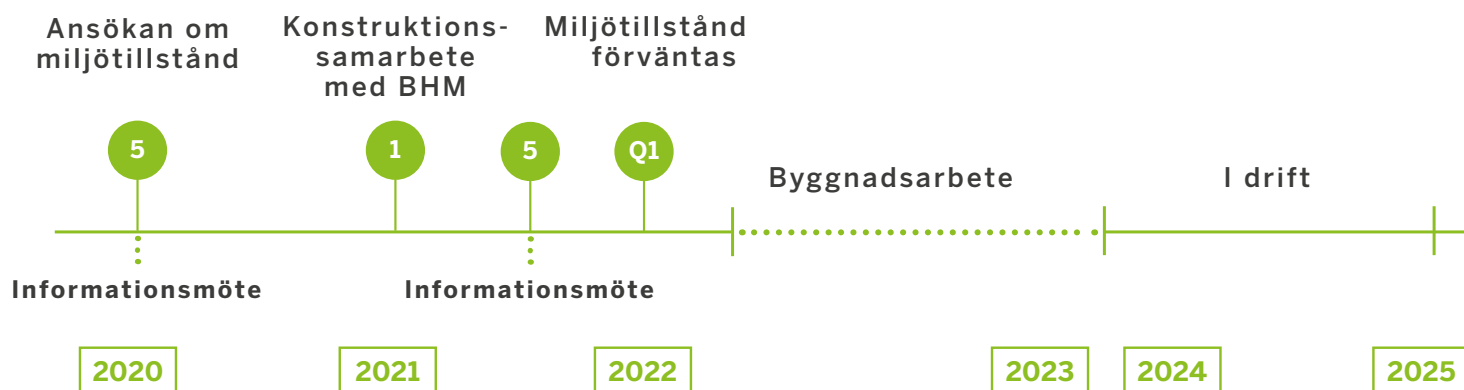 Ansökan om
miljötillstånd
Konstruktions-
samarbete
med BHM
Miljötillstånd
förväntas
5
1
5
Q1
Byggnadsarbete
I drift
Informationsmöte
Informationsmöte
2020
2021
2022
2023
2024
2025